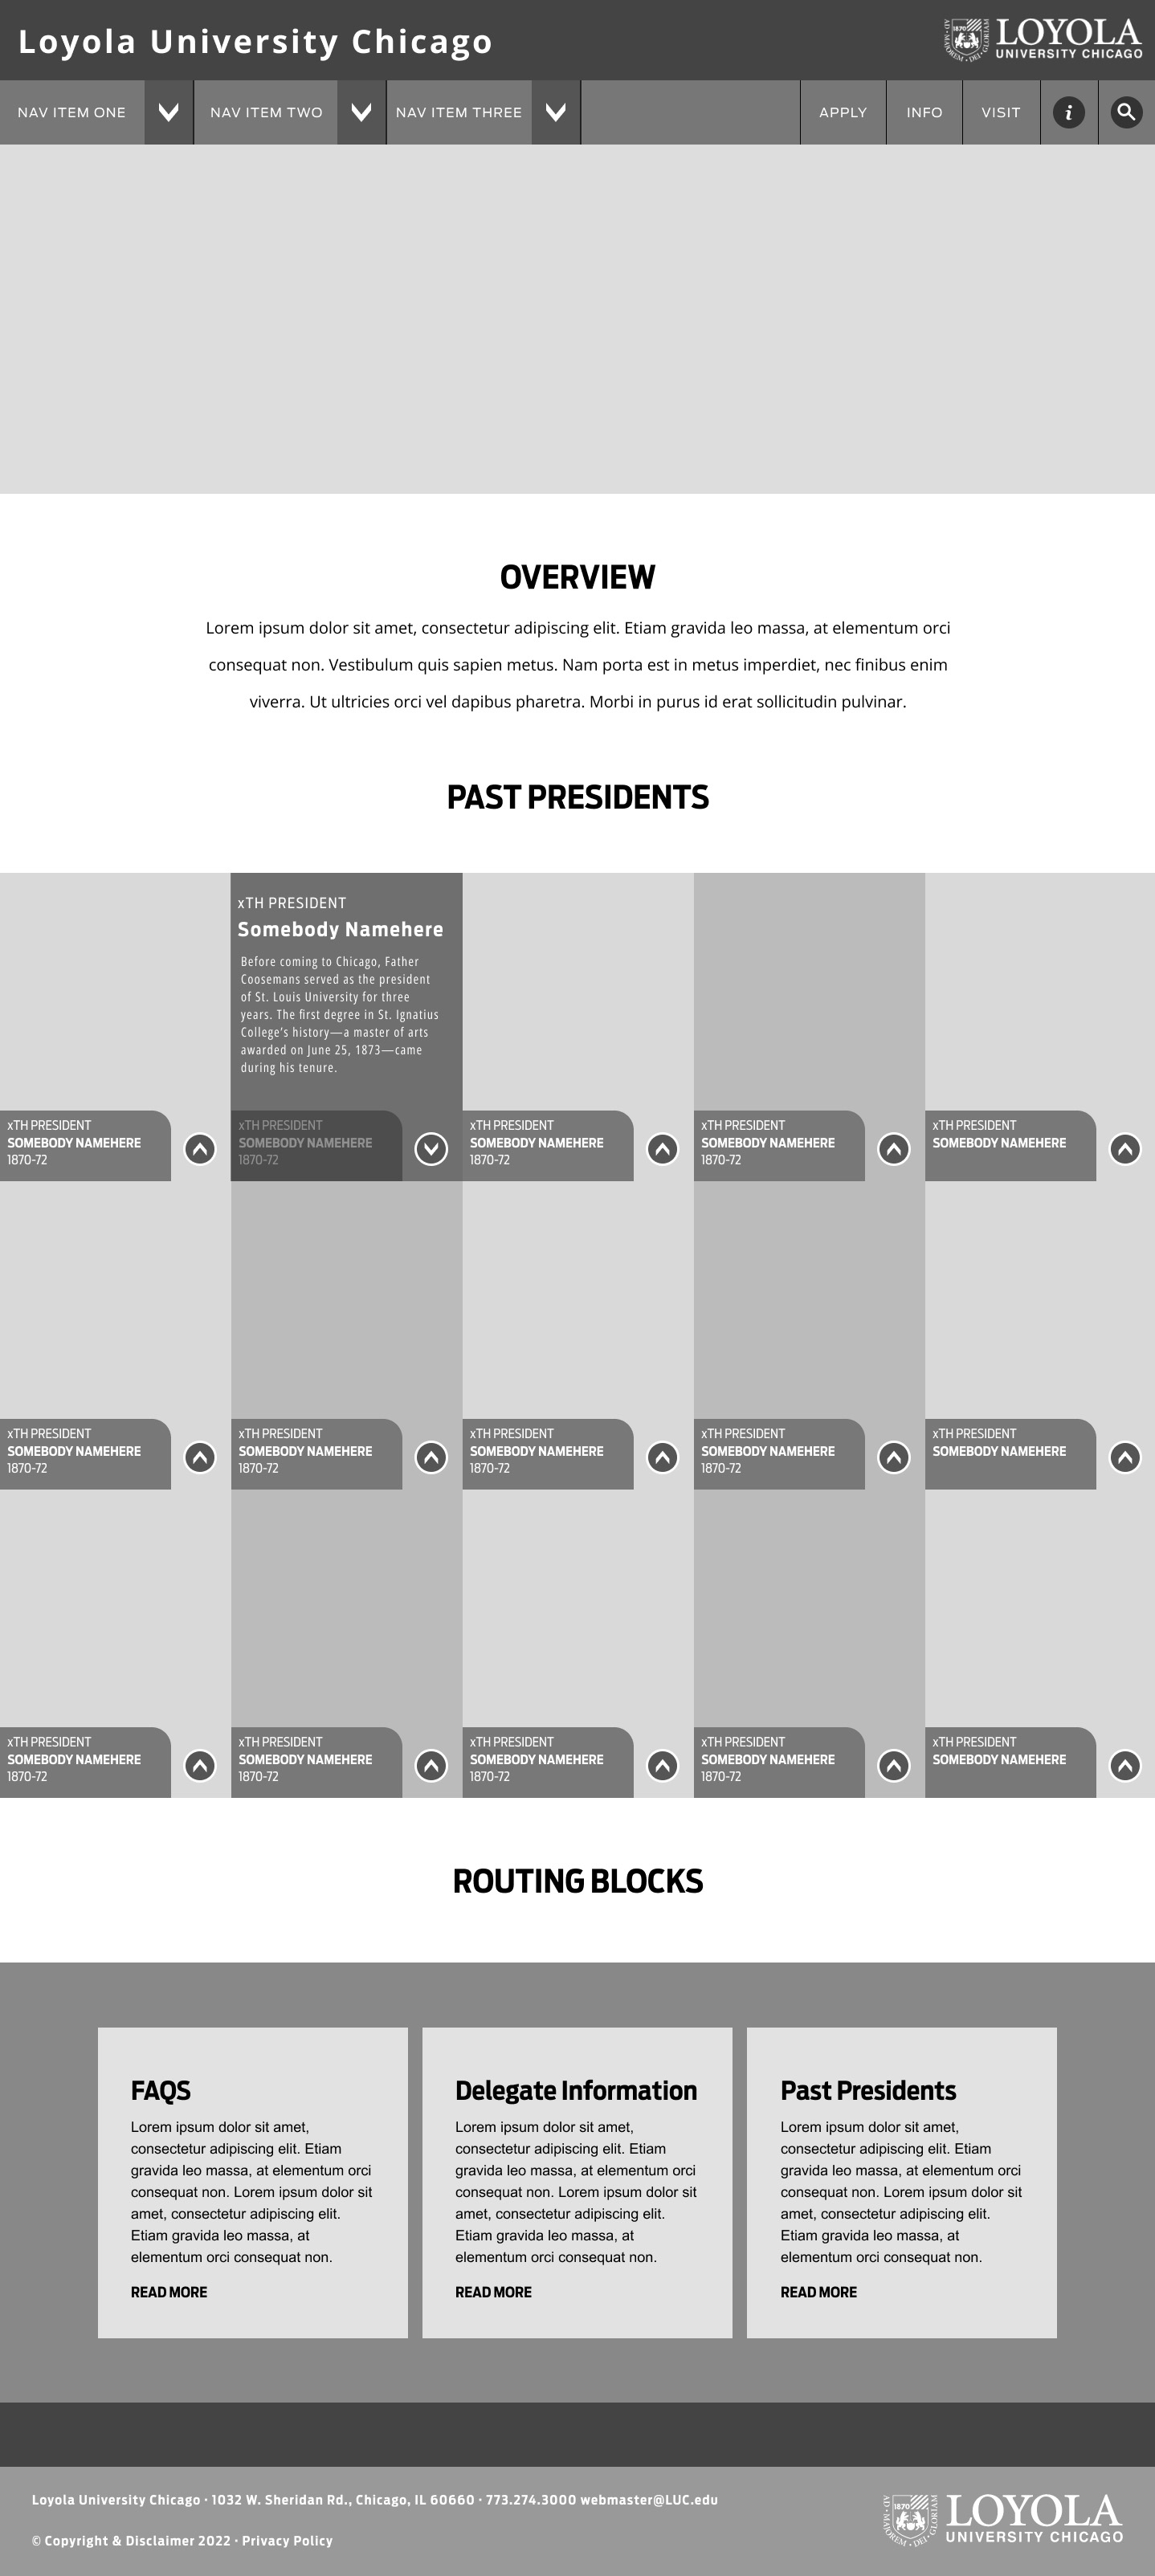 Loyola University Chicago
AD MAJOREM DEI GLORIAM
1870
LOYOLA
UNIVERSITY CHICAGO
NAV ITEM ONE
NAV ITEM TWO
NAV ITEM THREE
APPLY
INFO
VISIT
i
OVERVIEW
Lorem ipsum dolor sit amet, consectetur adipiscing elit. Etiam gravida leo massa, at elementum orci
consequat non. Vestibulum quis sapien metus. Nam porta est in metus imperdiet, nec finibus enim
viverra. Ut ultricies orci vel dapibus pharetra. Morbi in purus id erat sollicitudin pulvinar.
PAST PRESIDENTS
xTH PRESIDENT
Somebody Namehere
Before coming to Chicago, Father
Coosemans served as the president
of St. Louis University for three
years. The first degree in St. Ignatius
College's history—a master of arts
awarded on June 25, 1873—came
during his tenure.
xTH PRESIDENT
SOMEBODY NAMEHERE
1870-72
xTH PRESIDENT
SOMEBODY NAMEHERE
1870-72
xTH PRESIDENT
SOMEBODY NAMEHERE
1870-72
xTH PRESIDENT
SOMEBODY NAMEHERE
1870-72
xTH PRESIDENT
SOMEBODY NAMEHERE
xTH PRESIDENT
SOMEBODY NAMEHERE
1870-72
xTH PRESIDENT
SOMEBODY NAMEHERE
1870-72
xTH PRESIDENT
SOMEBODY NAMEHERE
1870-72
xTH PRESIDENT
SOMEBODY NAMEHERE
1870-72
xTH PRESIDENT
SOMEBODY NAMEHERE
xTH PRESIDENT
SOMEBODY NAMEHERE
1870-72
xTH PRESIDENT
SOMEBODY NAMEHERE
1870-72
xTH PRESIDENT
SOMEBODY NAMEHERE
1870-72
xTH PRESIDENT
SOMEBODY NAMEHERE
1870-72
xTH PRESIDENT
SOMEBODY NAMEHERE
ROUTING BLOCKS
FAQS
Lorem ipsum dolor sit amet,
consectetur adipiscing elit. Etiam
gravida leo massa, at elementum orci
consequat non. Lorem ipsum dolor sit
amet, consectetur adipiscing elit.
Etiam gravida leo massa, at
elementum orci consequat non.
READ MORE
Delegate Information
Lorem ipsum dolor sit amet,
consectetur adipiscing elit. Etiam
gravida leo massa, at elementum orci
consequat non. Lorem ipsum dolor sit
amet, consectetur adipiscing elit.
Etiam gravida leo massa, at
elementum orci consequat non.
READ MORE
Past Presidents
Lorem ipsum dolor sit amet,
consectetur adipiscing elit. Etiam
gravida leo massa, at elementum orci
consequat non. Lorem ipsum dolor sit
amet, consectetur adipiscing elit.
Etiam gravida leo massa, at
elementum orci consequat non.
READ MORE
Loyola University Chicago · 1032 W. Sheridan Rd., Chicago, IL 60660 · 773.274.3000 webmaster@LUC.edu
© Copyright & Disclaimer 2022 · Privacy Policy
AD MAJOREM DEI GLORIAM
1870
LOYOLA
UNIVERSITY CHICAGO